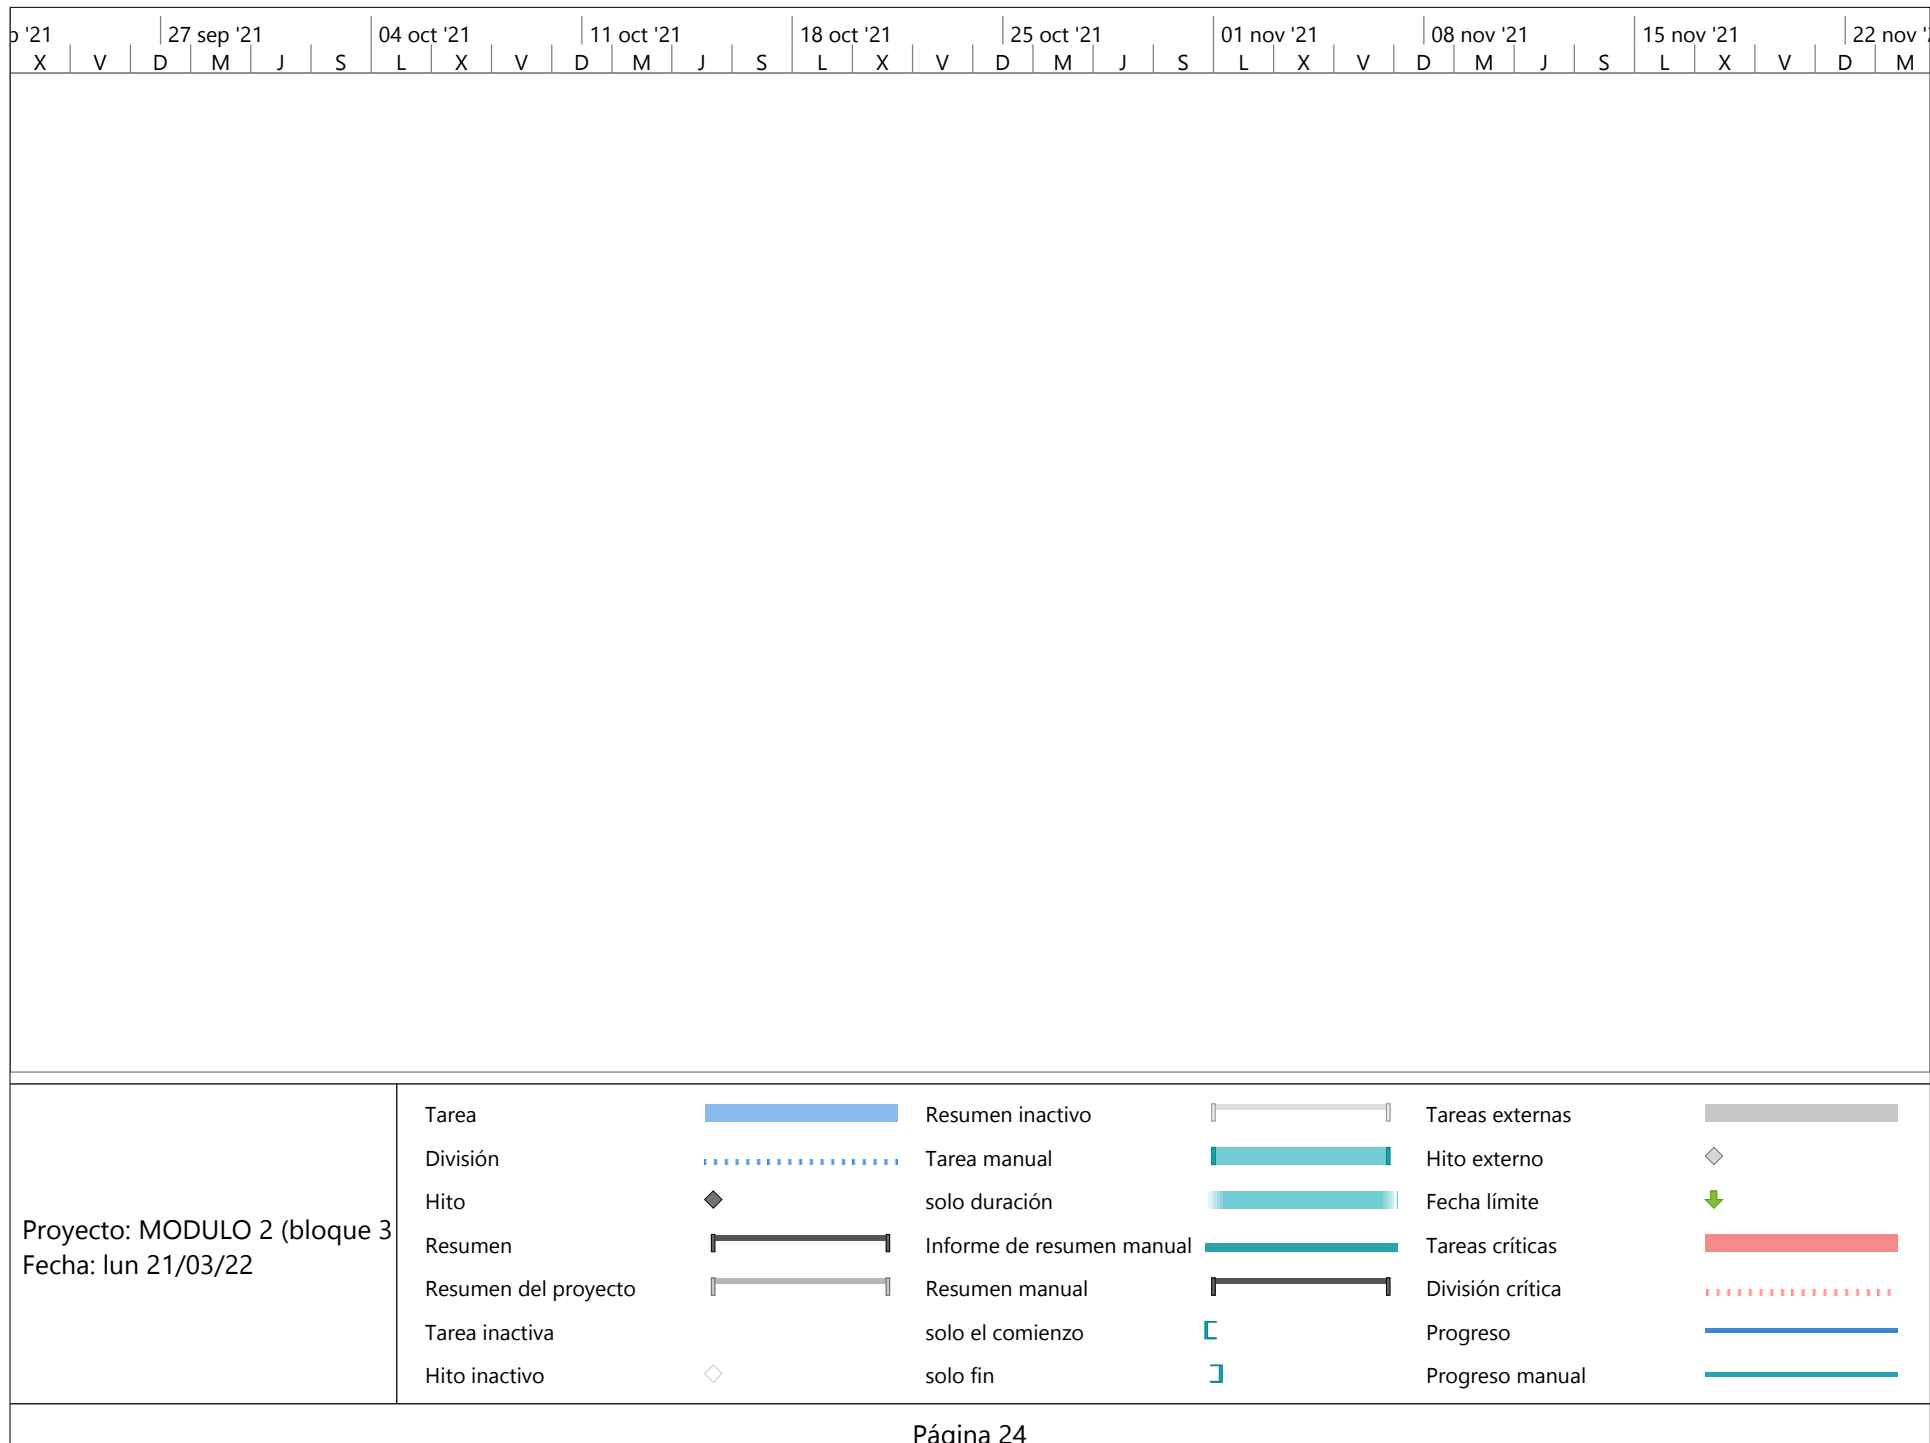 p '21 27 sep '21 04 oct '21 11 oct '21 18 oct '21 25 oct '21 01 nov '21 08 nov '21 15 nov '21 22 nov '
X V D M J S L X V D M J S L X V D M J S L X V D M J S L X V D M
Tarea Resumen inactivo Tareas externas
División Tarea manual Hito externo
Hito solo duración Fecha límite
Proyecto: MODULO 2 (bloque 3
Fecha: lun 21/03/22
Resumen Informe de resumen manual Tareas críticas
Resumen del proyecto Resumen manual División crítica
Tarea inactiva solo el comienzo Progreso
Hito inactivo solo fin Progreso manual
Página 24